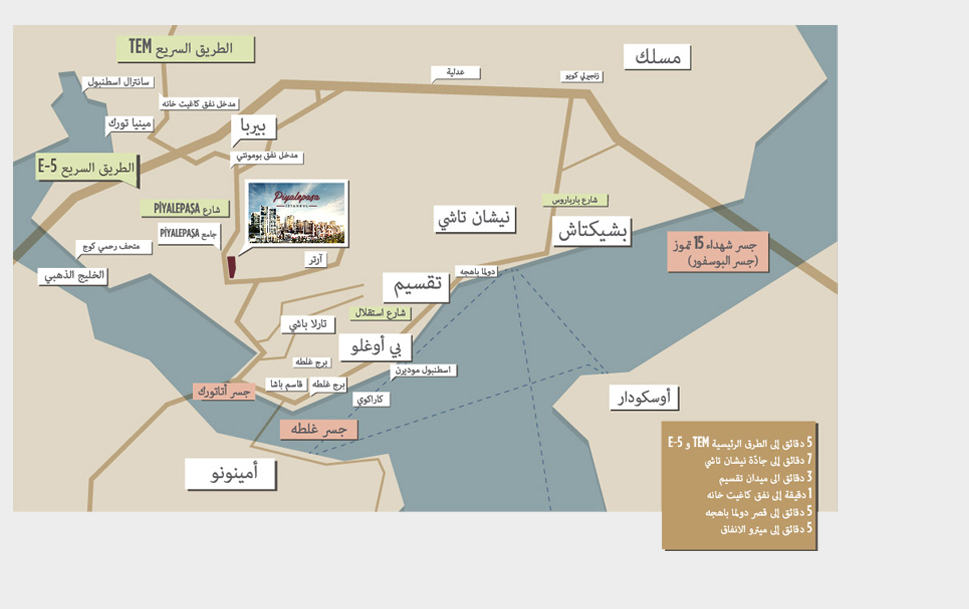 الطريق السريع TEM
مسلك
عدلية
زنجيرلي كويو
سانترال اسطنبول
مدخل نفق كاغيت خانه
مينيا تورك
بيريا
مدخل نفق بومونتي
الطريق السريع E-5
Piyalepaşa
İSTANBUL
شارع PİYALEPAŞA
جامع PİYALEPAŞA
شارع بارباروس
نيشان تاشي
بشيكتاش
جسر شهداء 15 تموز
(جسر البوسفور)
متحف رحمي كوج
الخليج الذهبي
آرتر
دولما باهجه
تقسيم
شارع استقلال
تارلا باشي
بي أوغلو
برج غلطه
اسطنبول موديرن
جسر أتاتورك
قاسم باشا
برج غلطه
كاراكوي
أوسكودار
جسر غلطه
أمينونو
5 دقائق إلى الطرق الرئيسية TEM و E-5
7 دقائق إلى جادّة نيشان تاشي
3 دقائق الى ميدان تقسيم
1 دقيقة إلى نفق كاغيت خانه
5 دقائق إلى قصر دولما باهجه
5 دقائق إلى ميترو الانفاق